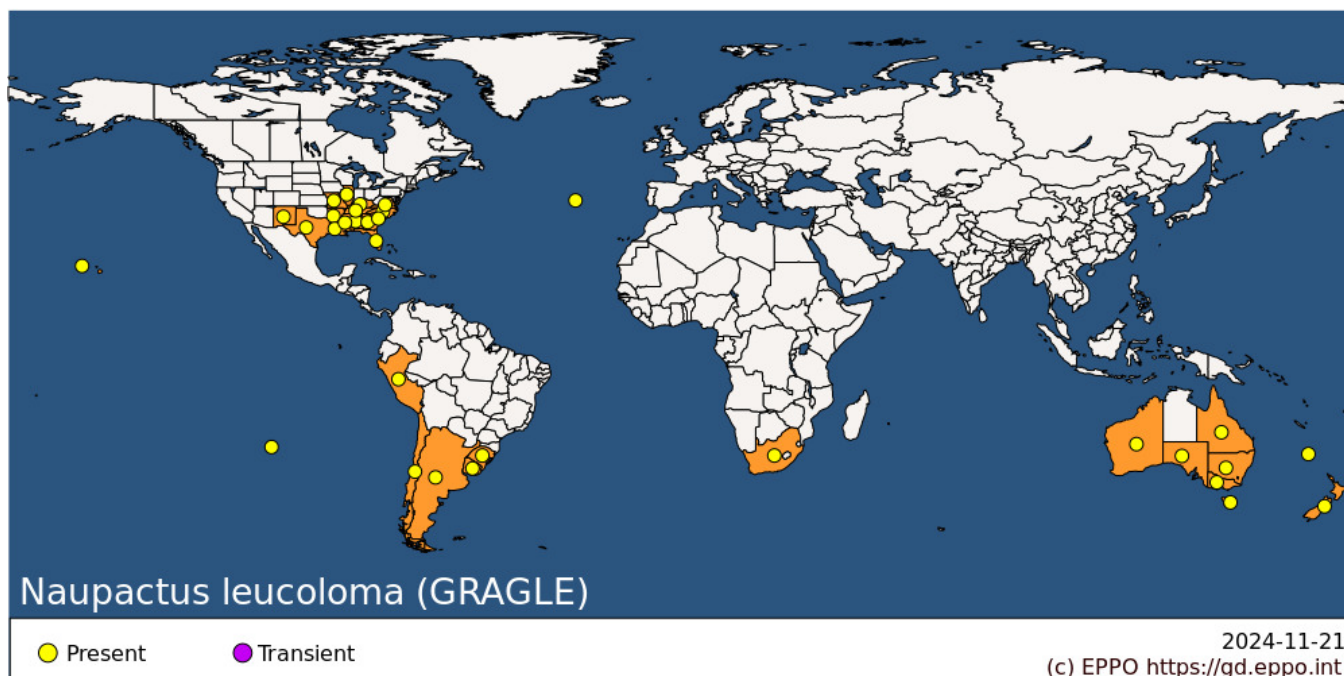 Naupactus leucoloma (GRAGLE)
Present
Transient
2024-11-21
(c) EPPO https://gd.eppo.int